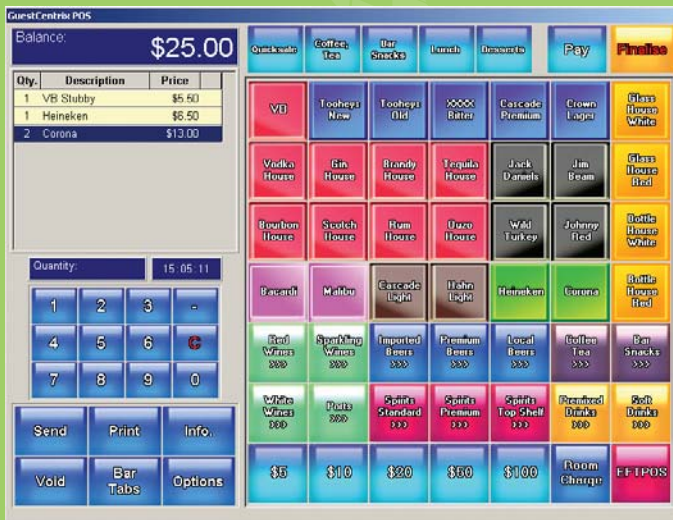 GuestCentrix POS
Balance:
$25.00
Qty. Description Price
1 VB Stubby $5.50
1 Heineken $6.50
2 Corona $13.00
Quantity:
15:05:11
1 2 3 -
4 5 6 C
7 8 9 0
Send Print Info.
Void Bar Tabs Options
Quicksale
Coffee,
Tea
Bar
Snacks
Lunch
Desserts
Pay
Finalise
VB
Tooheys
New
Tooheys
Old
XXXX
Bitter
Cascade
Premium
Crown
Lager
Glass
House
White
Vodka
House
Gin
House
Brandy
House
Tequila
House
Jack
Daniels
Jim
Beam
Glass
House
Red
Bourbon
House
Scotch
House
Rum
House
Ouzo
House
Wild
Turkey
Johnny
Red
Bottle
House
White
Bacardi
Malibu
Cascade
Light
Hahn
Light
Heineken
Corona
Bottle
House
Red
Red
Wines
>>>
Sparkling
Wines
>>>
Imported
Beers
>>>
Premium
Beers
>>>
Local
Beers
>>>
Coffee
Tea
>>>
Bar
Snacks
>>>
White
Wines
>>>
Ports
>>>
Spirits
Standard
>>>
Spirits
Premium
>>>
Spirits
Top Shelf
>>>
Premixed
Drinks
>>>
Soft
Drinks
>>>
$5
$10
$20
$50
$100
Room
Charge
EFTPOS